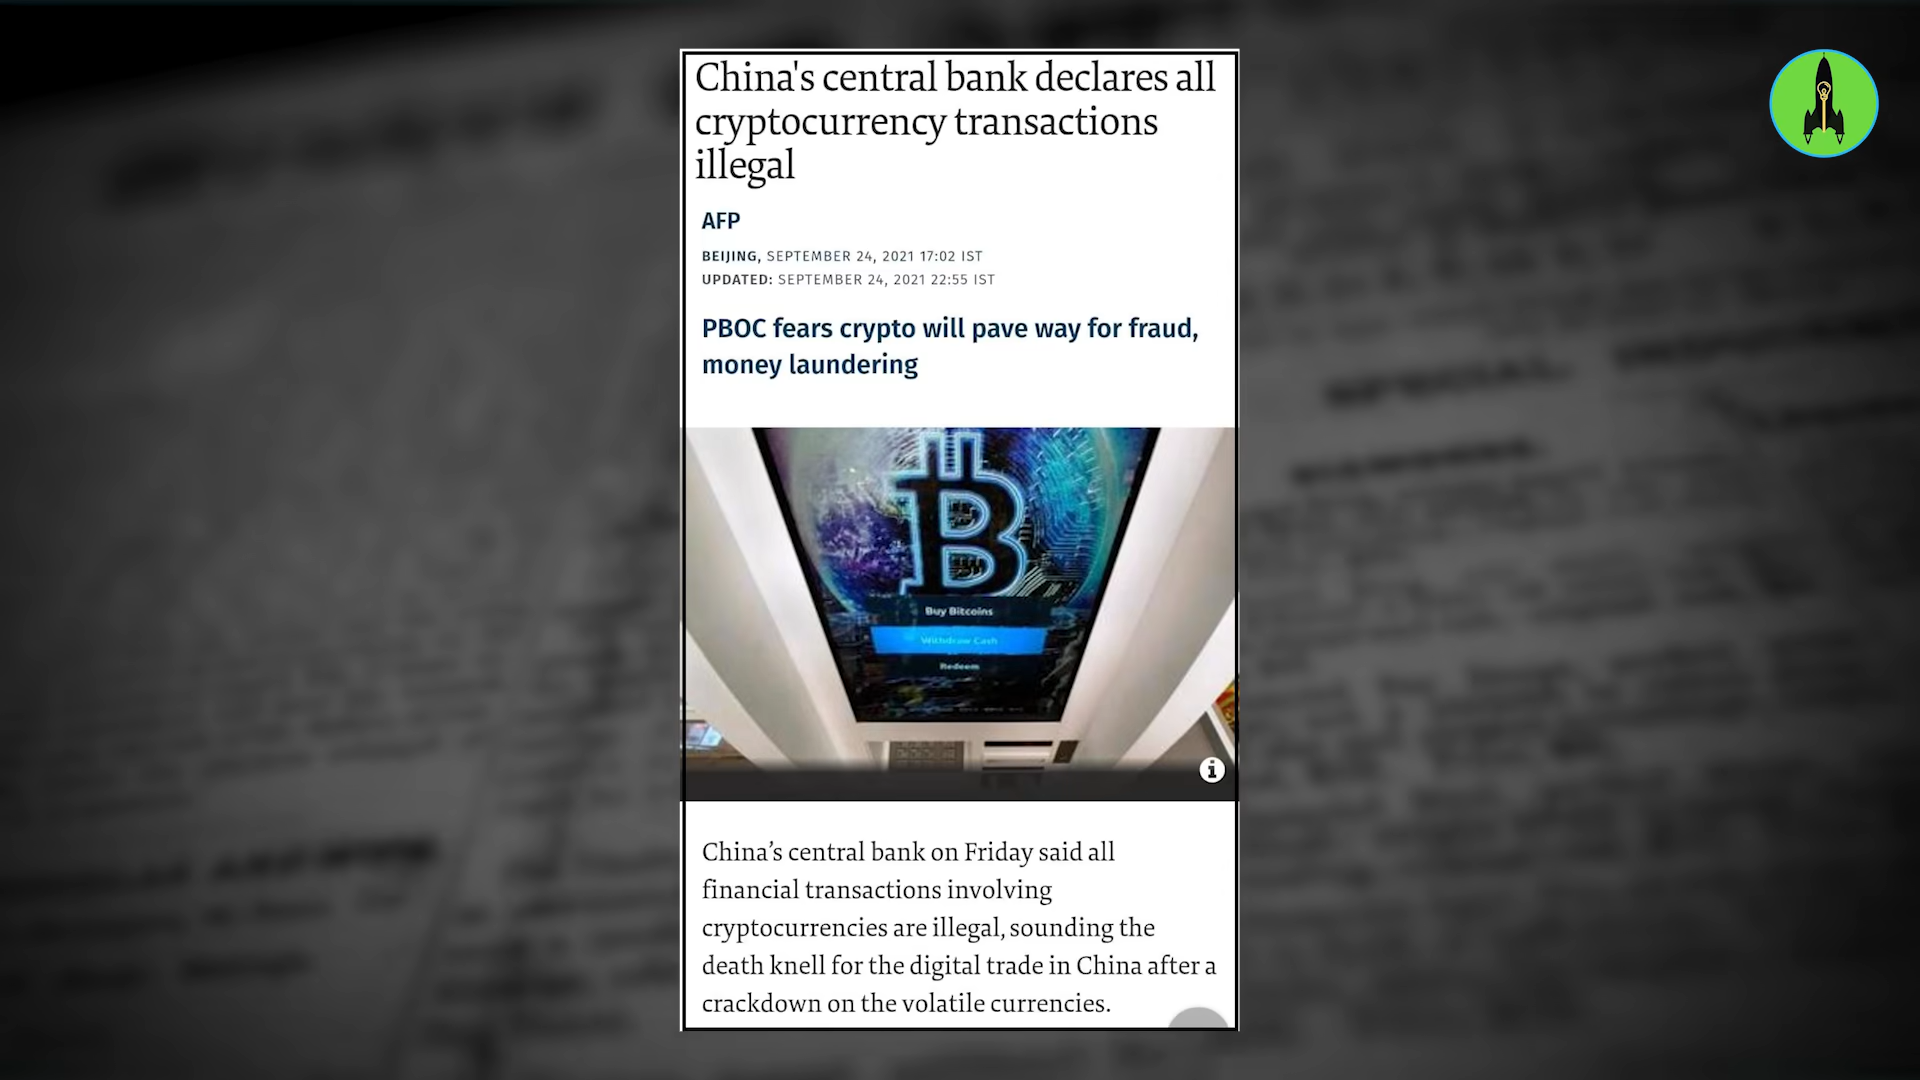 China's central bank declares all
cryptocurrency transactions
illegal
AFP
BEIJING, SEPTEMBER 24, 2021 17:02 IST
UPDATED: SEPTEMBER 24, 2021 22:55 IST
PBOC fears crypto will pave way for fraud,
money laundering
Buy Bitcoins
Withdraw Cash
Redeem
China’s central bank on Friday said all
financial transactions involving
cryptocurrencies are illegal, sounding the
death knell for the digital trade in China after a
crackdown on the volatile currencies.